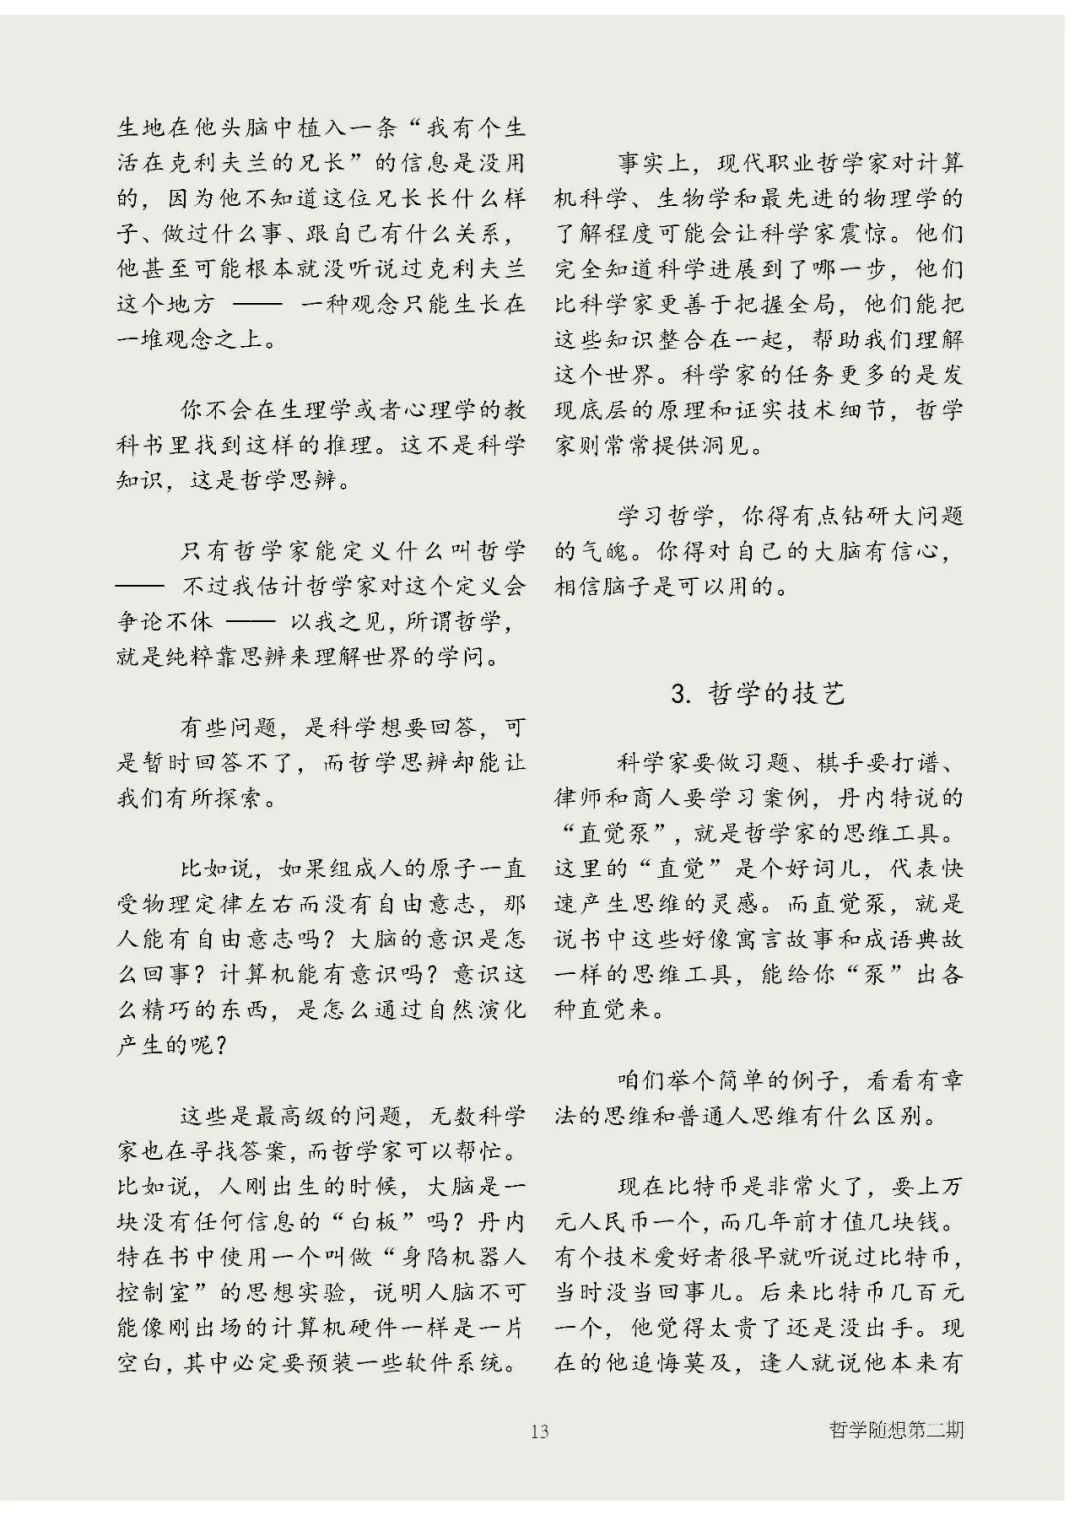 生地在他头脑中植入一条“我有个生
活在克利夫兰的兄长”的信息是没用
的，因为他不知道这位兄长长什么样
子、做过什么事、跟自己有什么关系，
他甚至可能根本就没听说过克利夫兰
这个地方 —— 一种观念只能生长在
一堆观念之上。
你不会在生理学或者心理学的教
科书里找到这样的推理。这不是科学
知识，这是哲学思辨。
只有哲学家能定义什么叫哲学
—— 不过我估计哲学家对这个定义会
争论不休 —— 以我之见，所谓哲学，
就是纯粹靠思辨来理解世界的学问。
有些问题，是科学想要回答，可
是暂时回答不了，而哲学思辨却能让
我们有所探索。
比如说，如果组成人的原子一直
受物理定律左右而没有自由意志，那
人能有自由意志吗？大脑的意识是怎
么回事？计算机能有意识吗？意识这
么精巧的东西，是怎么通过自然演化
产生的呢？
这些是最高级的问题，无数科学
家也在寻找答案，而哲学家可以帮忙。
比如说，人刚出生的时候，大脑是一
块没有任何信息的“白板”吗？丹内
特在书中使用一个叫做“身陷机器人
控制室”的思想实验，说明人脑不可
能像刚出场的计算机硬件一样是一片
空白，其中必定要预装一些软件系统。
事实上，现代职业哲学家对计算
机科学、生物学和最先进的物理学的
了解程度可能会让科学家震惊。他们
完全知道科学进展到了哪一步，他们
比科学家更善于把握全局，他们能把
这些知识整合在一起，帮助我们理解
这个世界。科学家的任务更多的是发
现底层的原理和证实技术细节，哲学
家则常常提供洞见。
学习哲学，你得有点钻研大问题
的气魄。你得对自己的大脑有信心，
相信脑子是可以用的。
3. 哲学的技艺
科学家要做习题、棋手要打谱、
律师和商人要学习案例，丹内特说的
“直觉泵”，就是哲学家的思维工具。
这里的“直觉”是个好词儿，代表快
速产生思维的灵感。而直觉泵，就是
说书中这些好像寓言故事和成语典故
一样的思维工具，能给你“泵”出各
种直觉来。
咱们举个简单的例子，看看有章
法的思维和普通人思维有什么区别。
现在比特币是非常火了，要上万
元人民币一个，而几年前才值几块钱。
有个技术爱好者很早就听说过比特币，
当时没当回事儿。后来比特币几百元
一个，他觉得太贵了还是没出手。现
在的他追悔莫及，逢人就说他本来有
13
哲学随想第二期